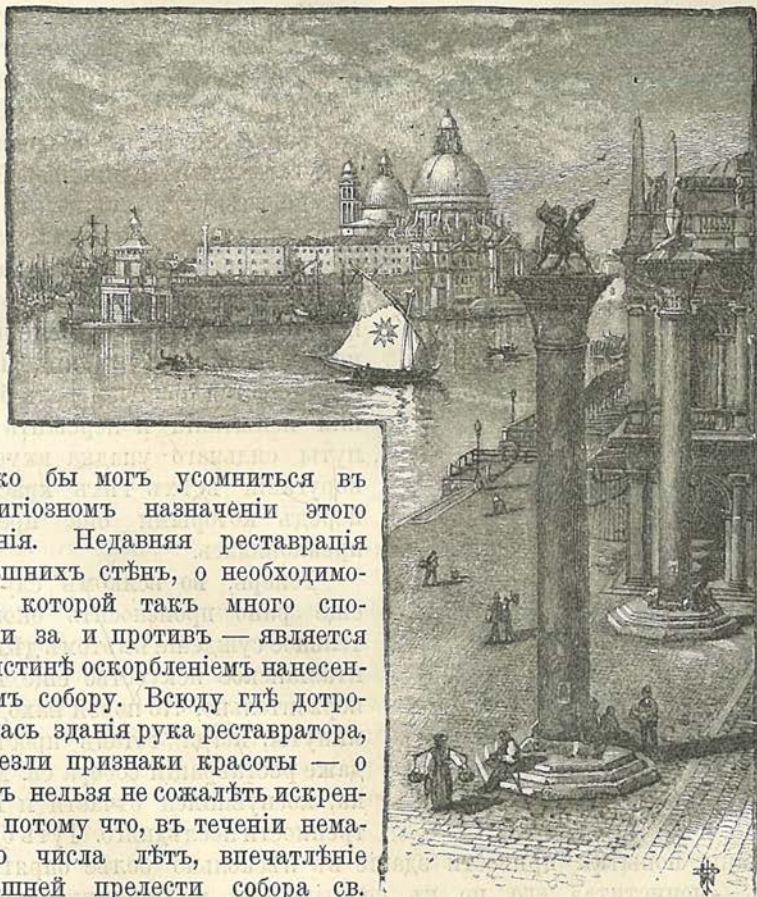 ко бы могъ усомниться въ
игіозномъ назначеніи этого
нія. Недавняя реставрація
шнихъ стѣнъ, о необходимо-
которой такъ много спо-
и за и противъ — является
истинѣ оскорбленіемъ нанесен-
мъ собору. Всюду гдѣ дотро-
ась зданія рука реставратора,
езли признаки красоты — о
ъ нельзя не сожалѣть искрен-
потому что, въ теченіи нема-
о числа лѣтъ, впечатлѣніе
шней прелести собора св.